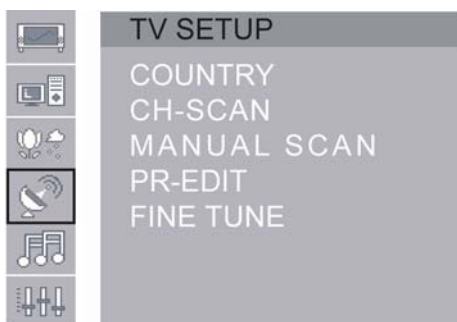 TV SETUP
COUNTRY
CH-SCAN
MANUAL SCAN
PR-EDIT
FINE TUNE